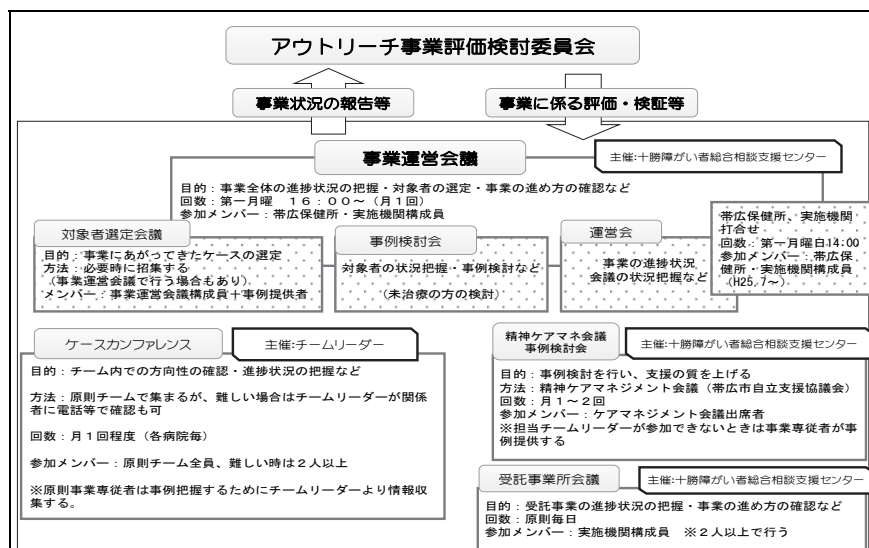 アウトリーチ事業評価検討委員会
事業状況の報告等
事業に係る評価・検証等
事業運営会議
主催:十勝障がい者総合相談支援センター
目的：事業全体の進捗状況の把握・対象者の選定・事業の進め方の確認など
回数：第一月曜　１６：００～（月１回）
参加メンバー：帯広保健所・実施機関構成員
帯広保健所、実施機関
打合せ
回数：第一月曜日14:00
参加メンバー：帯広保
健所・実施機関構成員
（H25.7～）
対象者選定会議
目的：事業にあがってきたケースの選定
方法：必要時に招集する
（事業運営会議で行う場合もあり）
メンバー：事業運営会議構成員＋事例提供者
事例検討会
対象者の状況把握・事例検討など
（未治療の方の検討）
運営会
事業の進捗状況
会議の状況把握など
ケースカンファレンス
主催:チームリーダー
目的：チーム内での方向性の確認・進捗状況の把握など
方法：原則チームで集まるが、難しい場合はチームリーダーが関係
者に電話等で確認も可
回数：月１回程度（各病院毎）
参加メンバー：原則チーム全員、難しい時は２人以上
※原則事業専従者は事例把握するためにチームリーダーより情報収
集する。
精神ケアマネ会議
事例検討会
主催:十勝障がい者総合相談支援センター
目的：事例検討を行い、支援の質を上げる
方法：精神ケアマネジメント会議（帯広市自立支援協議会）
回数：月１～２回
参加メンバー：ケアマネジメント会議出席者
※担当チームリーダーが参加できないときは事業専従者が事
例提供する
受託事業所会議
主催:十勝障がい者総合相談支援センター
目的：受託事業の進捗状況の把握・事業の進め方の確認など
回数：原則毎日
参加メンバー：実施機関構成員　※２人以上で行う